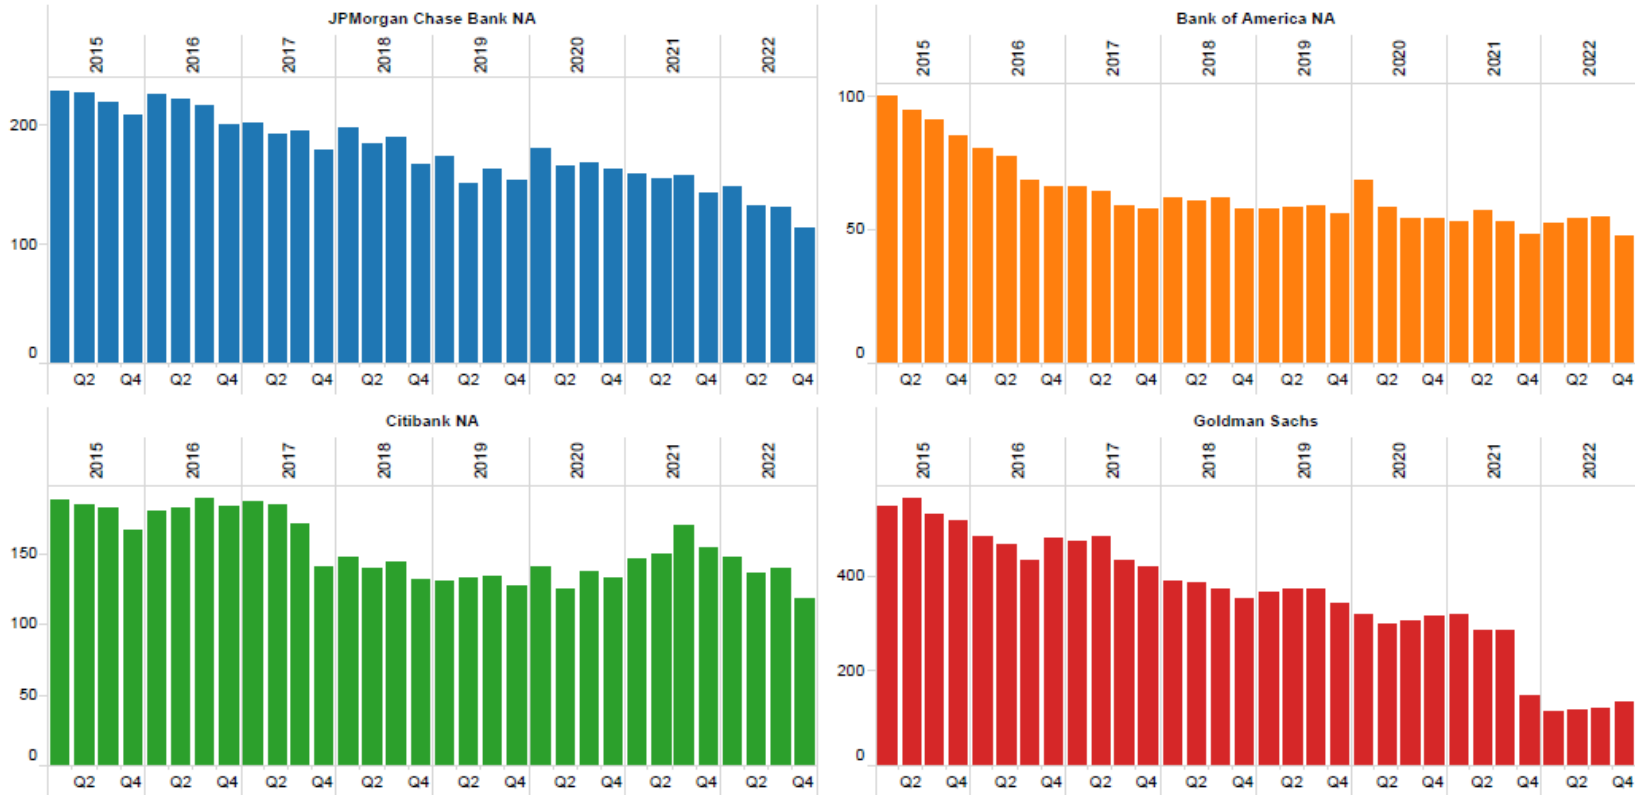 JPMorgan Chase Bank NA
2015 2016 2017 2018 2019 2020 2021 2022
200
100
0
Q2 Q4 Q2 Q4 Q2 Q4 Q2 Q4 Q2 Q4 Q2 Q4 Q2 Q4 Q2 Q4
Bank of America NA
2015 2016 2017 2018 2019 2020 2021 2022
100
50
0
Q2 Q4 Q2 Q4 Q2 Q4 Q2 Q4 Q2 Q4 Q2 Q4 Q2 Q4 Q2 Q4
Citibank NA
2015 2016 2017 2018 2019 2020 2021 2022
150
100
50
0
Q2 Q4 Q2 Q4 Q2 Q4 Q2 Q4 Q2 Q4 Q2 Q4 Q2 Q4 Q2 Q4
Goldman Sachs
2015 2016 2017 2018 2019 2020 2021 2022
400
200
0
Q2 Q4 Q2 Q4 Q2 Q4 Q2 Q4 Q2 Q4 Q2 Q4 Q2 Q4 Q2 Q4